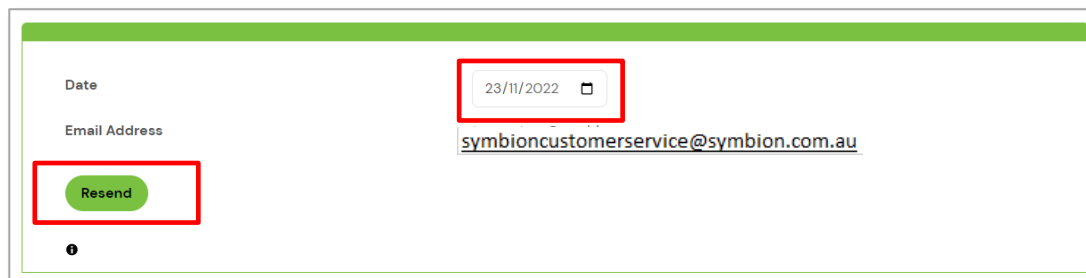 Date
23/11/2022
Email Address
symbioncustomerservice@symbion.com.au
Resend